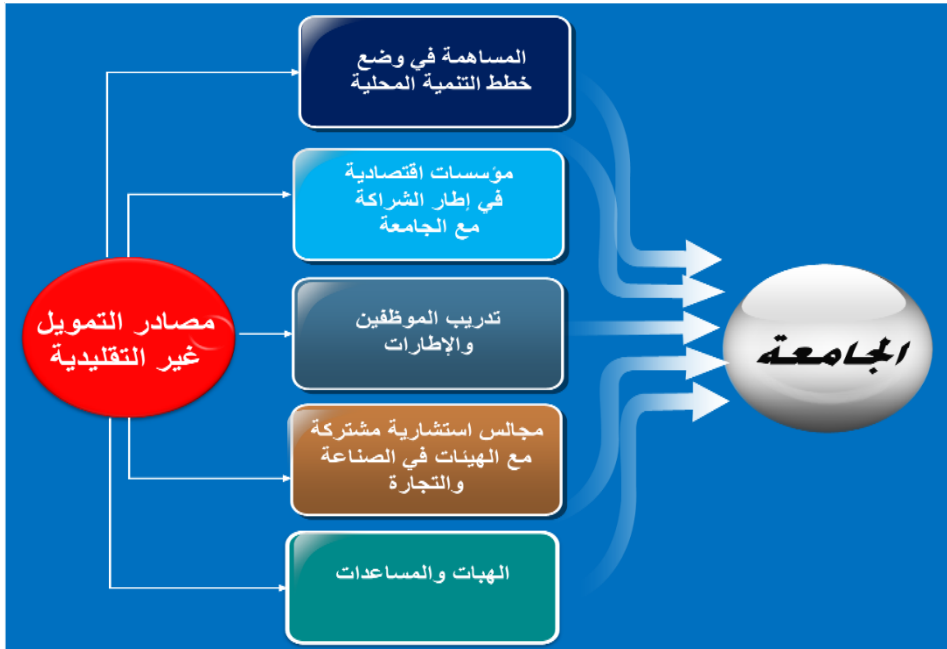 المساهمة في وضع
خطط التنمية المحلية
مؤسسات اقتصادية
في إطار الشراكة
مع الجامعة
مصادر التمويل
غير التقليدية
تدريب الموظفين
والإطارات
الجامعة
مجالس استشارية مشتركة
مع الهيئات في الصناعة
والتجارة
الهبات والمساعدات